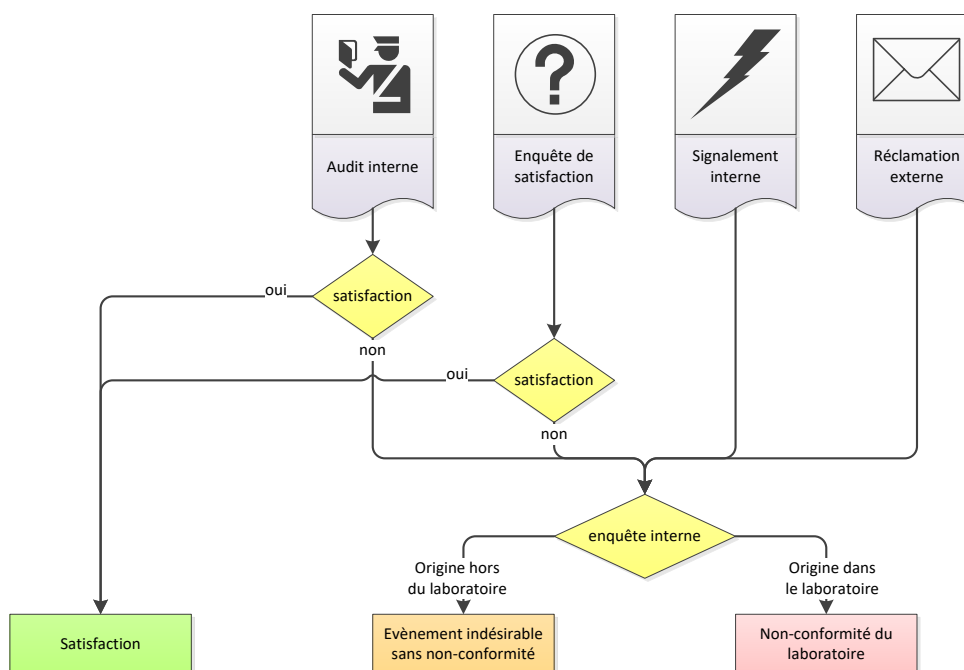 Audit interne
Enquête de
satisfaction
Signalement
interne
Réclamation
externe
oui
satisfaction
non
oui
satisfaction
non
enquête interne
Origine hors
du laboratoire
Origine dans
le laboratoire
Satisfaction
Evènement indésirable
sans non-conformité
Non-conformité du
laboratoire